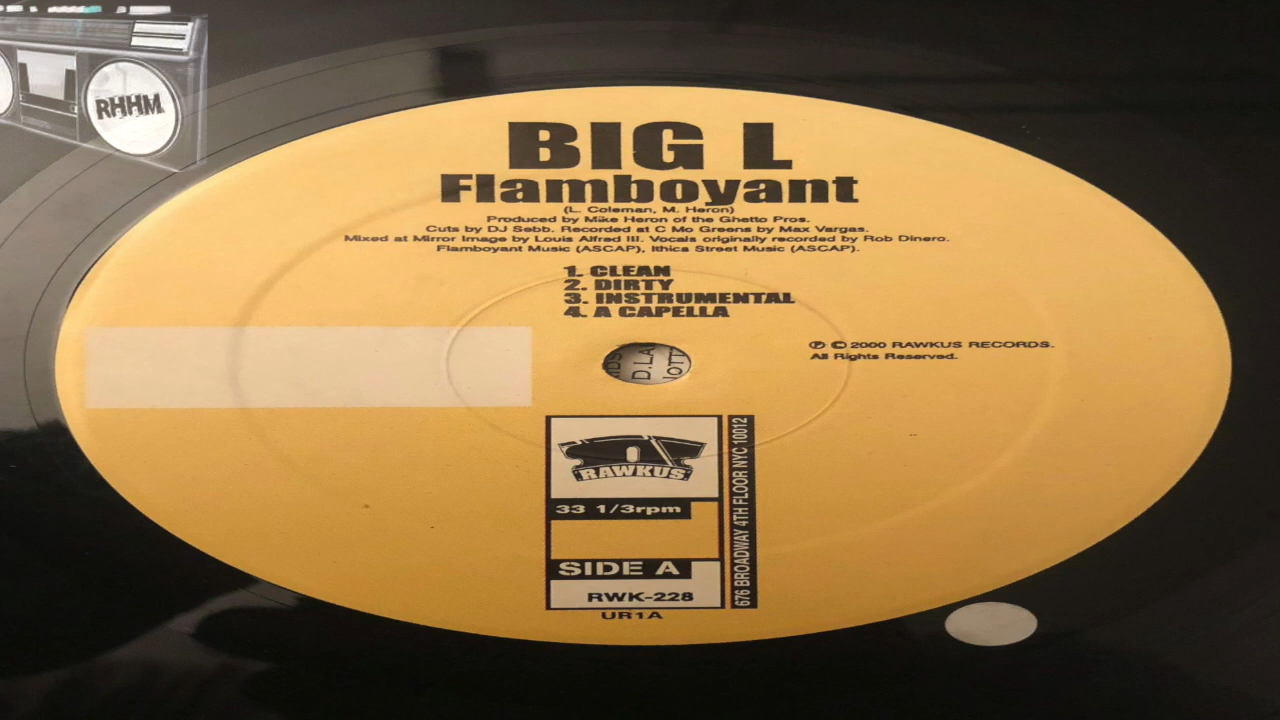 RHHM
BIG L
Flamboyant
(L. Coleman, M. Heron)
Produced by Mike Heron of the Ghetto Pros.
Cuts by DJ Sebb. Recorded at C Mo Greens by Max Vargas.
Mixed at Mirror Image by Louis Alfred III. Vocals originally recorded by Rob Dinero.
Flamboyant Music (ASCAP), Ithica Street Music (ASCAP).
1. CLEAN
2. DIRTY
3. INSTRUMENTAL
4. A CAPELLA
℗ © 2000 RAWKUS RECORDS.
All Rights Reserved.
RAWKUS
33 1/3rpm
SIDE A
RWK-228
UR1A
676 BROADWAY 4TH FLOOR NYC 10012